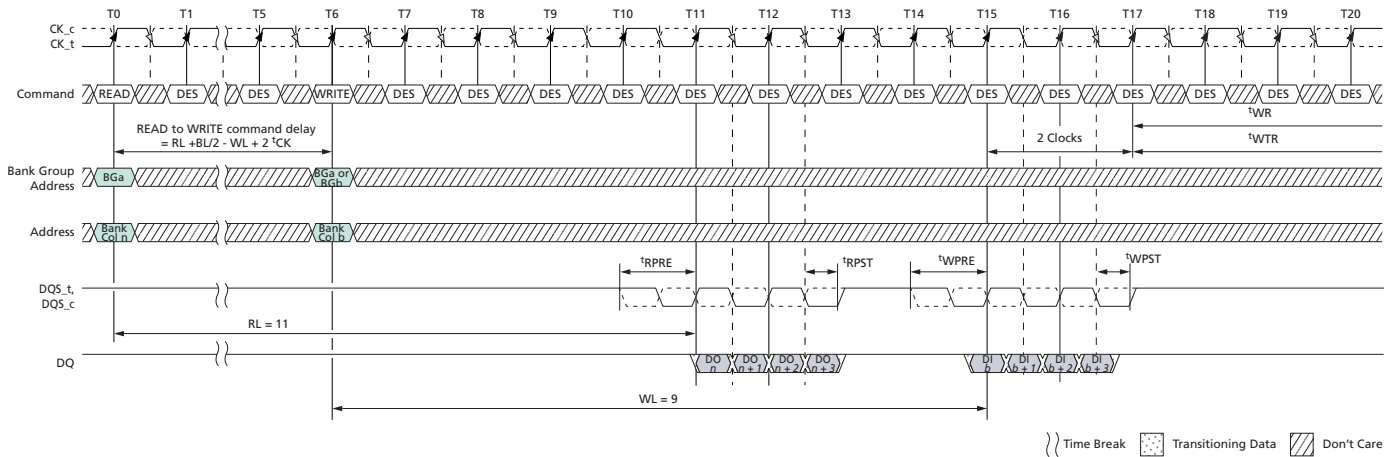 T0 T1 T5 T6 T7 T8 T9 T10 T11 T12 T13 T14 T15 T16 T17 T18 T19 T20
CK_c
CK_t
Command READ DES DES WRITE DES DES DES DES DES DES DES DES DES DES DES DES DES DES
tWR
READ to WRITE command delay
= RL +BL/2 - WL + 2 tCK
2 Clocks
tWTR
Bank Group
Address
BGa
BGa or
BGb
Address
Bank
Col n
Bank
Col b
tRPRE tRPST tWPRE tWPST
DQS_t,
DQS_c
RL = 11
DQ
DO
n
DO
n + 1
DO
n + 2
DO
n + 3
DI
b
DI
b + 1
DI
b + 2
DI
b + 3
WL = 9
Time Break Transitioning Data Don't Care